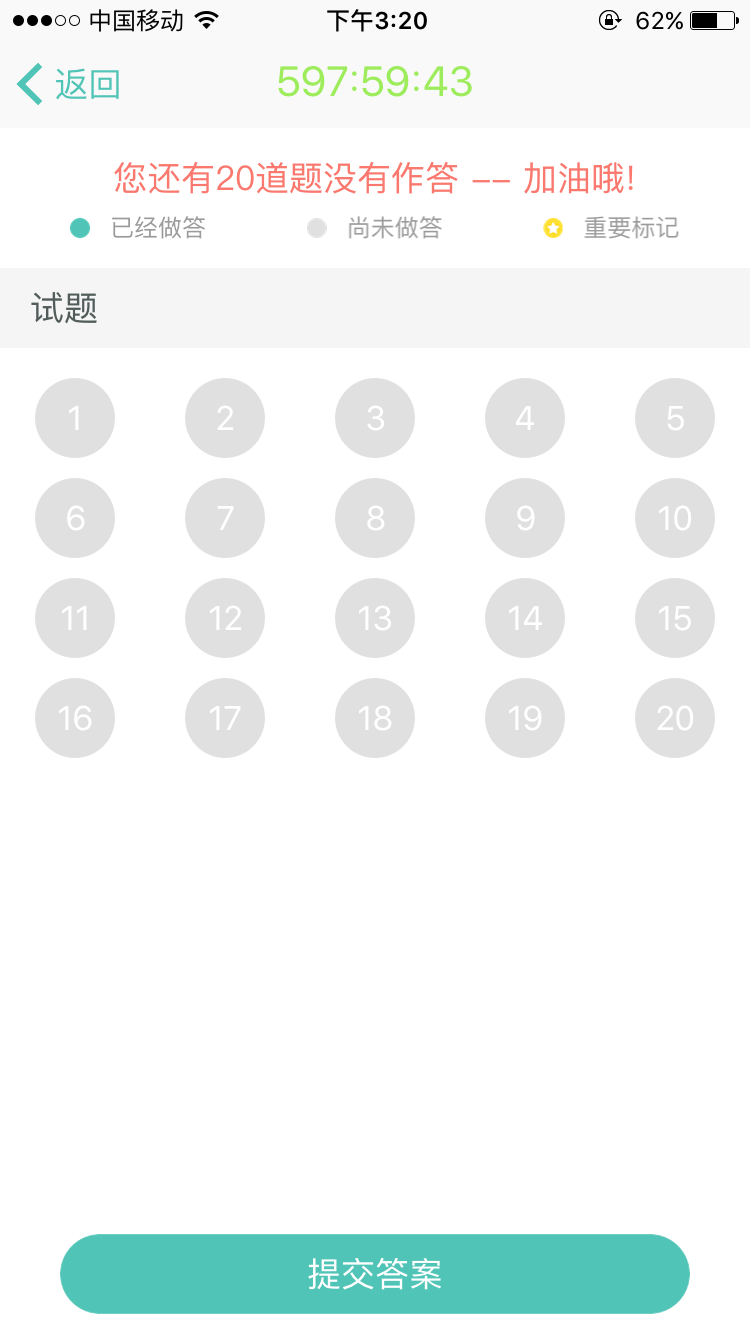 中国移动 下午3:20 62%
返回 597:59:43
您还有20道题没有作答 -- 加油哦!
已经做答 尚未做答 重要标记
试题
1 2 3 4 5
6 7 8 9 10
11 12 13 14 15
16 17 18 19 20
提交答案